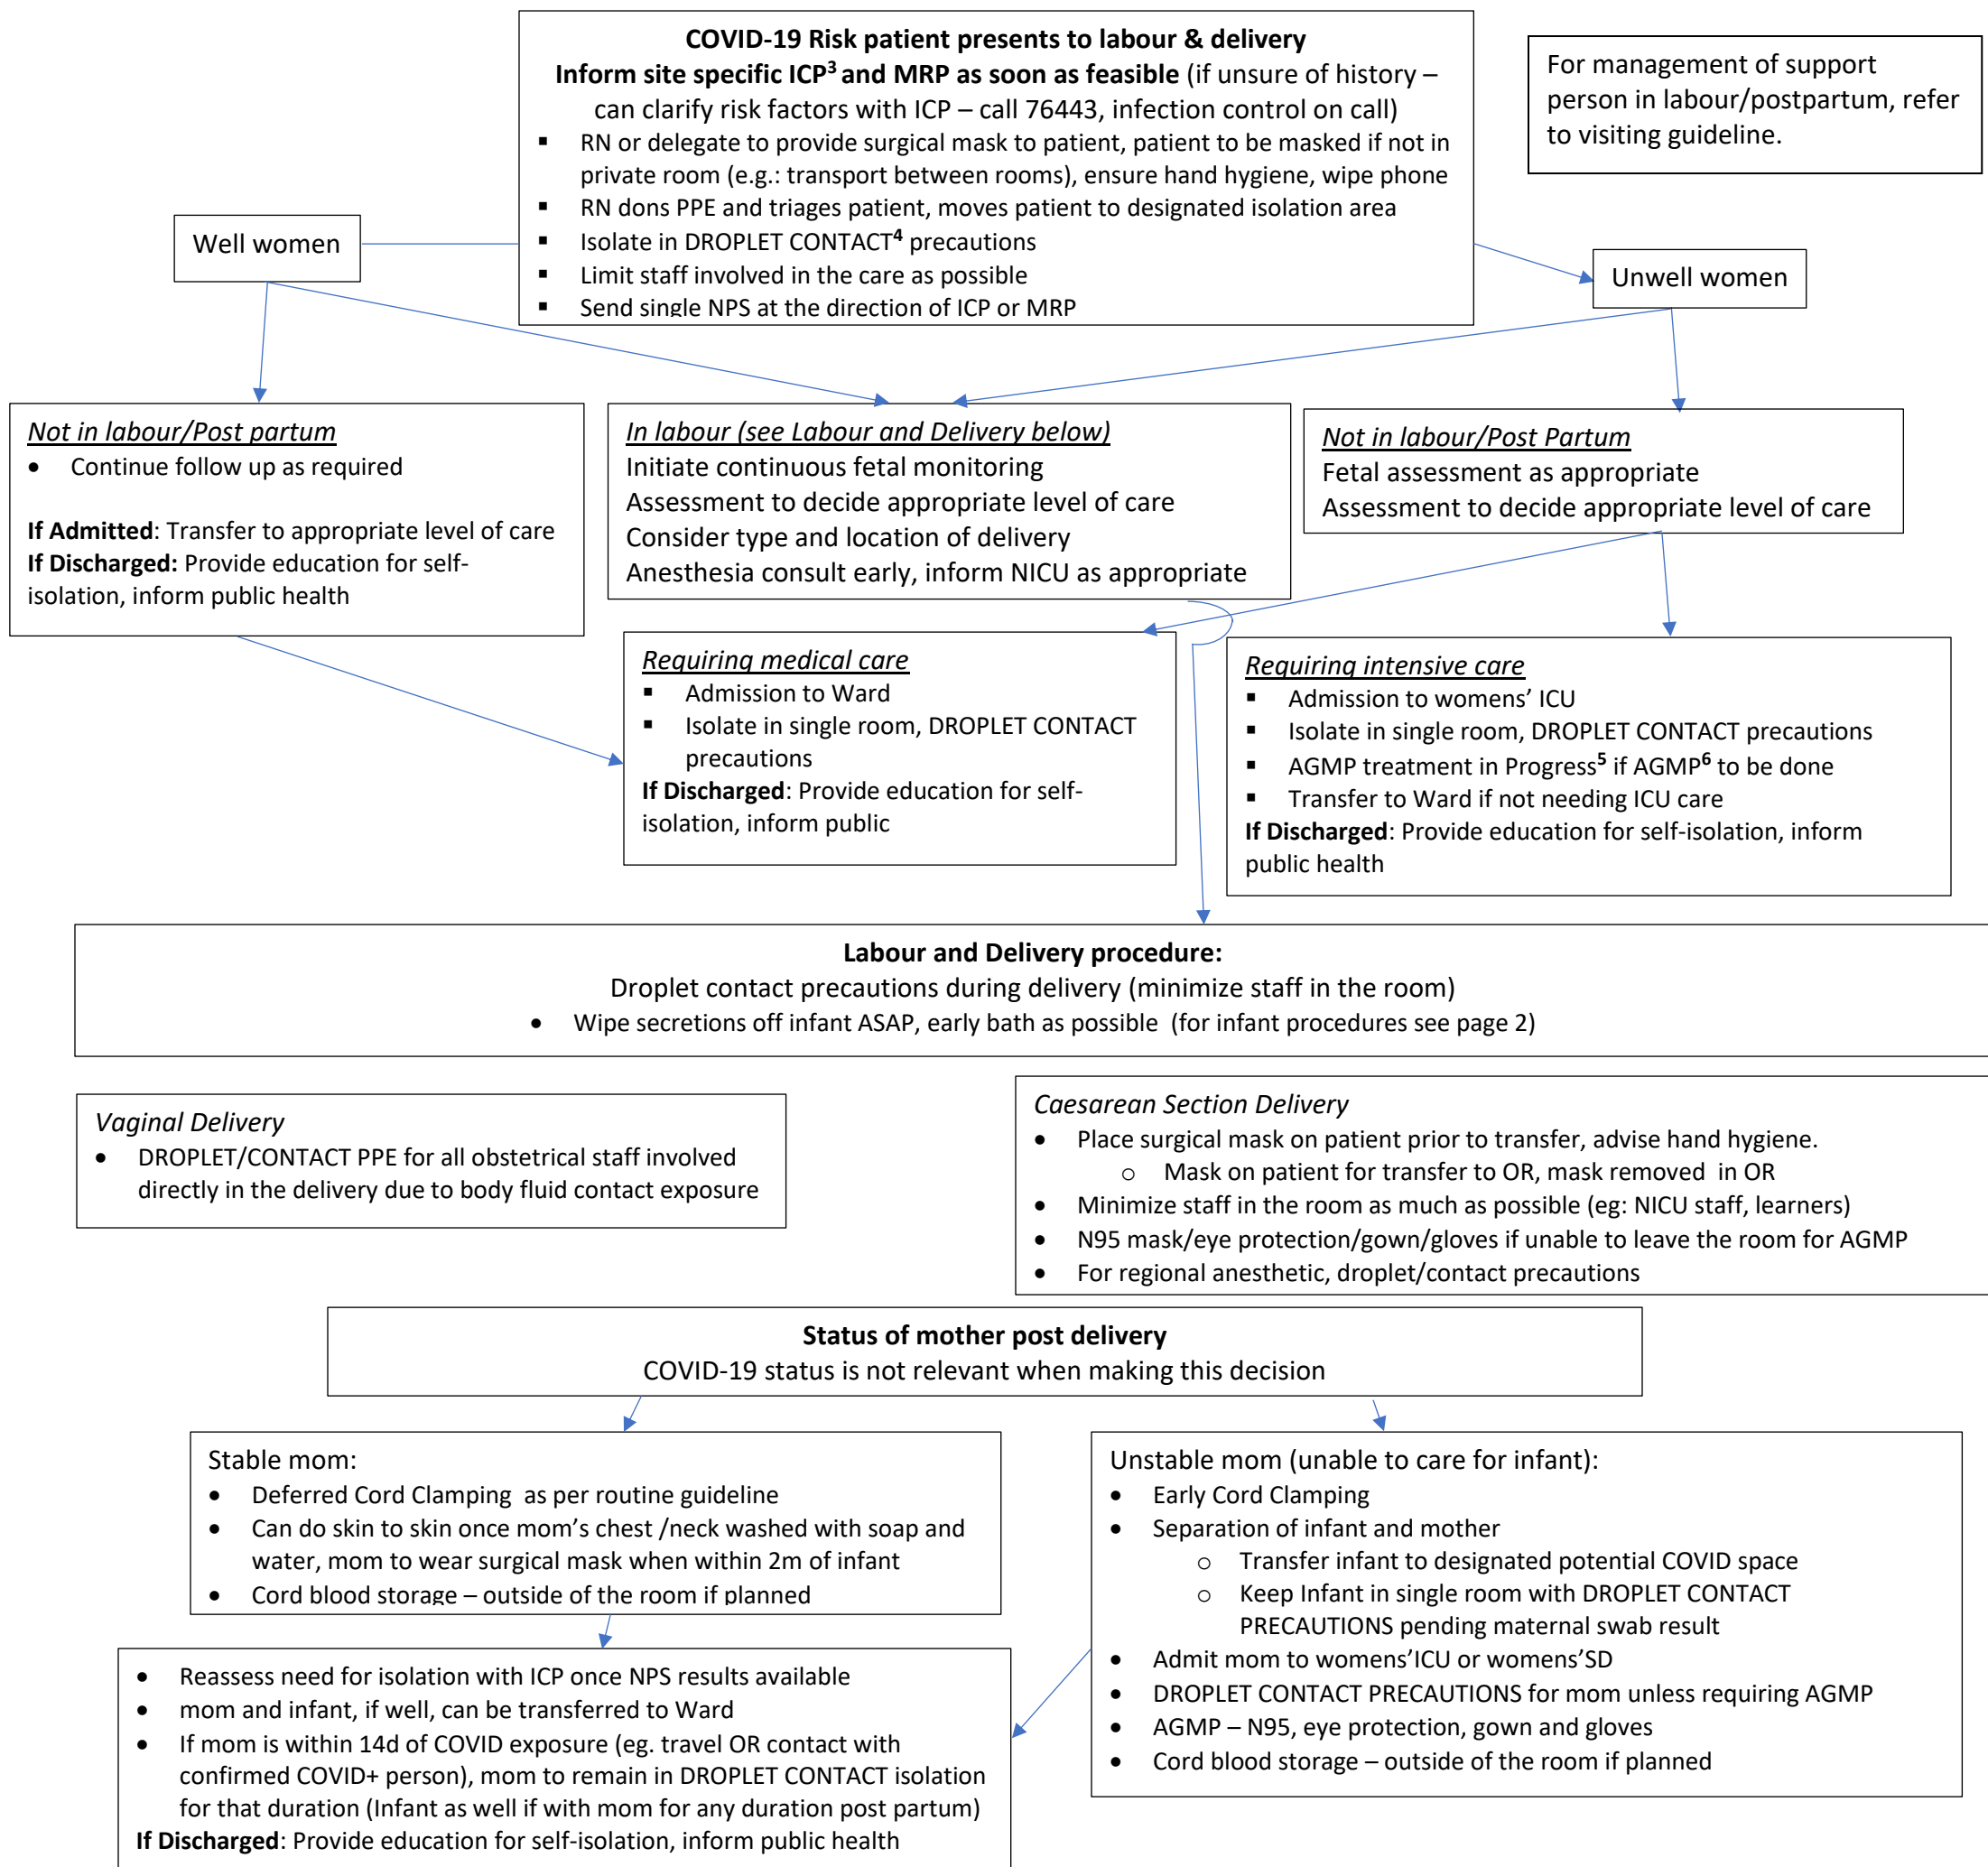 COVID-19 Risk patient presents to labour & delivery
Inform site specific ICP³ and MRP as soon as feasible (if unsure of history –
can clarify risk factors with ICP – call 76443, infection control on call)
▪ RN or delegate to provide surgical mask to patient, patient to be masked if not in
private room (e.g.: transport between rooms), ensure hand hygiene, wipe phone
▪ RN dons PPE and triages patient, moves patient to designated isolation area
▪ Isolate in DROPLET CONTACT⁴ precautions
▪ Limit staff involved in the care as possible
▪ Send single NPS at the direction of ICP or MRP
For management of support
person in labour/postpartum, refer
to visiting guideline.
Well women
Unwell women
Not in labour/Post partum
• Continue follow up as required
If Admitted: Transfer to appropriate level of care
If Discharged: Provide education for self-
isolation, inform public health
In labour (see Labour and Delivery below)
Initiate continuous fetal monitoring
Assessment to decide appropriate level of care
Consider type and location of delivery
Anesthesia consult early, inform NICU as appropriate
Not in labour/Post Partum
Fetal assessment as appropriate
Assessment to decide appropriate level of care
Requiring medical care
▪ Admission to Ward
▪ Isolate in single room, DROPLET CONTACT
precautions
If Discharged: Provide education for self-
isolation, inform public
Requiring intensive care
▪ Admission to womens’ ICU
▪ Isolate in single room, DROPLET CONTACT precautions
▪ AGMP treatment in Progress⁵ if AGMP⁶ to be done
▪ Transfer to Ward if not needing ICU care
If Discharged: Provide education for self-isolation, inform
public health
Labour and Delivery procedure:
Droplet contact precautions during delivery (minimize staff in the room)
• Wipe secretions off infant ASAP, early bath as possible (for infant procedures see page 2)
Vaginal Delivery
• DROPLET/CONTACT PPE for all obstetrical staff involved
directly in the delivery due to body fluid contact exposure
Caesarean Section Delivery
• Place surgical mask on patient prior to transfer, advise hand hygiene.
o Mask on patient for transfer to OR, mask removed in OR
• Minimize staff in the room as much as possible (eg: NICU staff, learners)
• N95 mask/eye protection/gown/gloves if unable to leave the room for AGMP
• For regional anesthetic, droplet/contact precautions
Status of mother post delivery
COVID-19 status is not relevant when making this decision
Stable mom:
• Deferred Cord Clamping as per routine guideline
• Can do skin to skin once mom’s chest /neck washed with soap and
water, mom to wear surgical mask when within 2m of infant
• Cord blood storage – outside of the room if planned
Unstable mom (unable to care for infant):
• Early Cord Clamping
• Separation of infant and mother
o Transfer infant to designated potential COVID space
o Keep Infant in single room with DROPLET CONTACT
PRECAUTIONS pending maternal swab result
• Admit mom to womens’ICU or womens’SD
• DROPLET CONTACT PRECAUTIONS for mom unless requiring AGMP
• AGMP – N95, eye protection, gown and gloves
• Cord blood storage – outside of the room if planned
• Reassess need for isolation with ICP once NPS results available
• mom and infant, if well, can be transferred to Ward
• If mom is within 14d of COVID exposure (eg. travel OR contact with
confirmed COVID+ person), mom to remain in DROPLET CONTACT isolation
for that duration (Infant as well if with mom for any duration post partum)
If Discharged: Provide education for self-isolation, inform public health